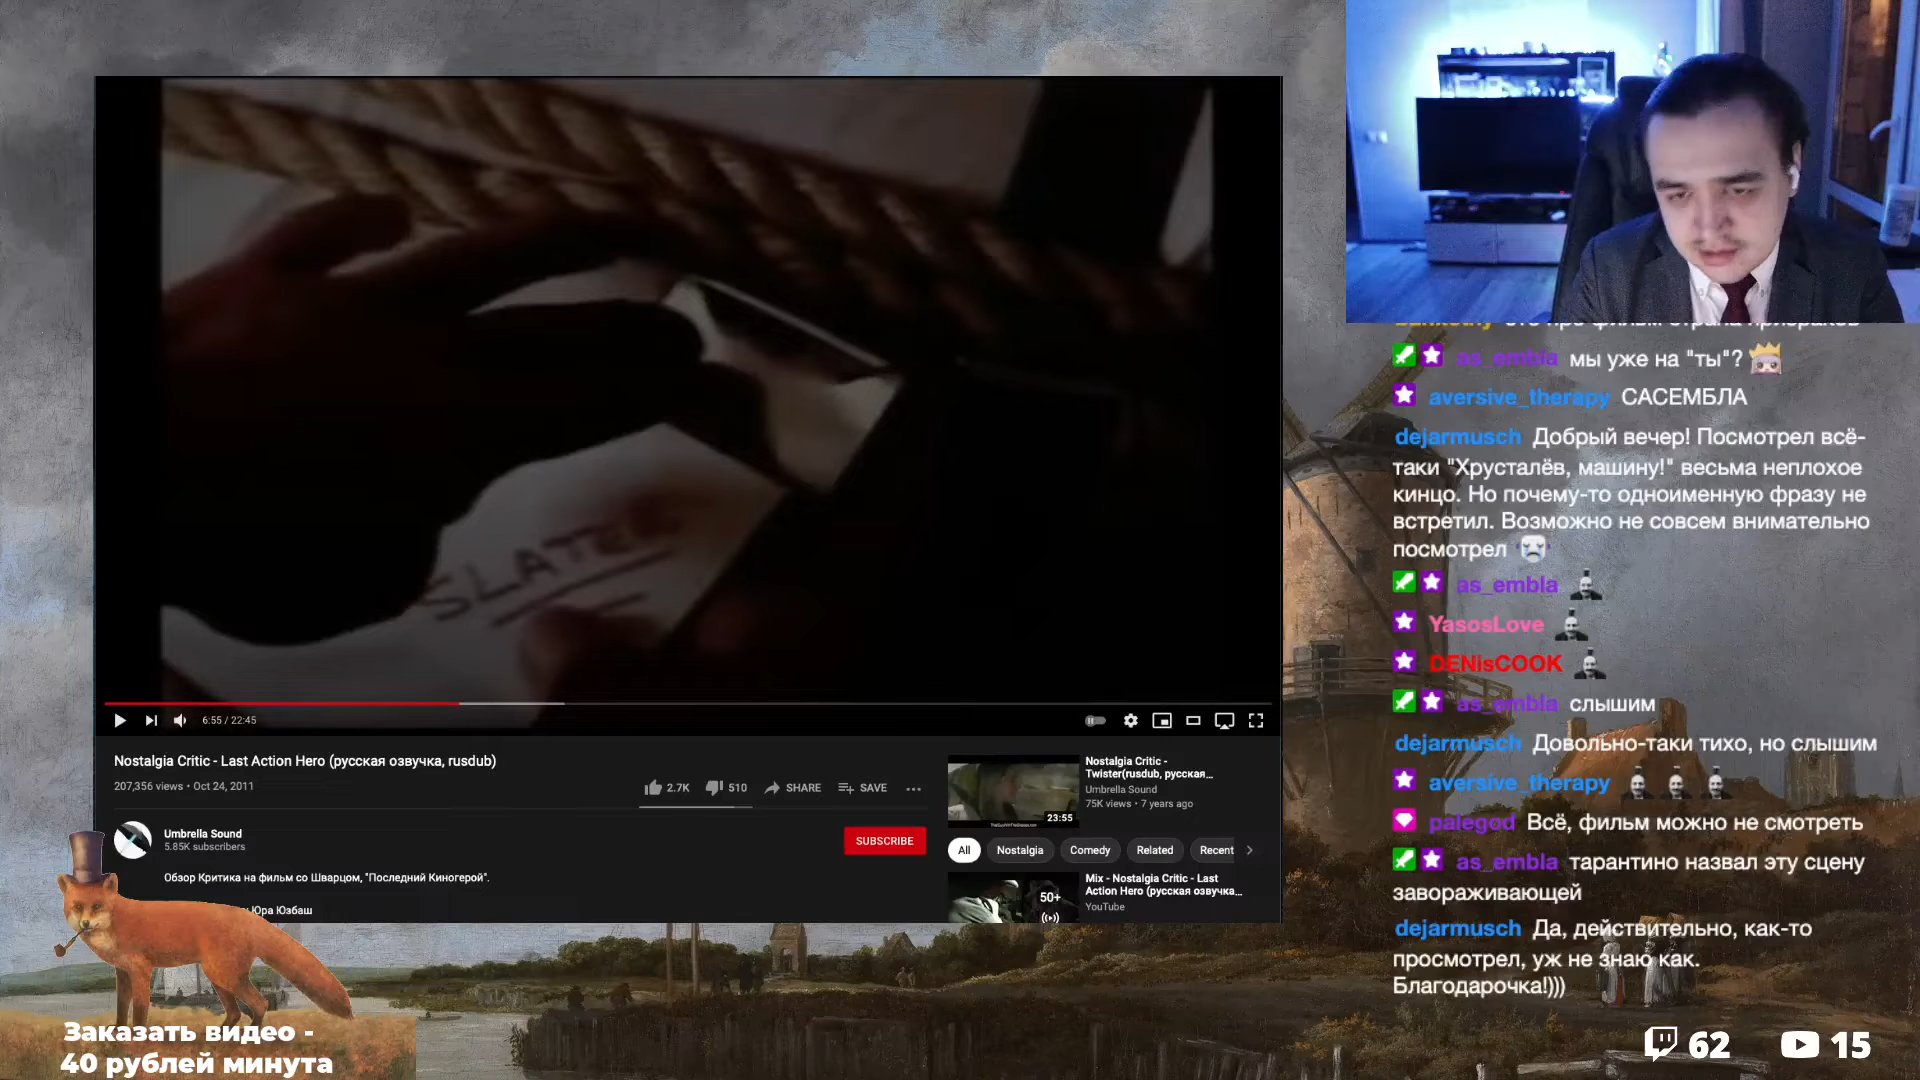 SLATER
6:55 / 22:45
Nostalgia Critic - Last Action Hero (русская озвучка, rusdub)
207,356 views • Oct 24, 2011
2.7K
510
SHARE
SAVE
Umbrella Sound
5.85K subscribers
SUBSCRIBE
Обзор Критика на фильм со Шварцом, "Последний Киногерой".
Юра Юзбаш
23:55
Nostalgia Critic -
Twister(rusdub, русская...
Umbrella Sound
75K views • 7 years ago
All
Nostalgia
Comedy
Related
Recent
50+
Mix - Nostalgia Critic - Last
Action Hero (русская озвучка...
YouTube
as_embla мы уже на "ты"?
aversive_therapy САСЕМБЛА
dejarmusch Добрый вечер! Посмотрел всё-
таки "Хрусталёв, машину!" весьма неплохое
кинцо. Но почему-то одноименную фразу не
встретил. Возможно не совсем внимательно
посмотрел
as_embla
YasosLove
DENisCOOK
as_embla слышим
dejarmusch Довольно-таки тихо, но слышим
aversive_therapy
palegod Всё, фильм можно не смотреть
as_embla тарантино назвал эту сцену
завораживающей
dejarmusch Да, действительно, как-то
просмотрел, уж не знаю как.
Благодарочка!)))
Заказать видео -
40 рублей минута
62
15